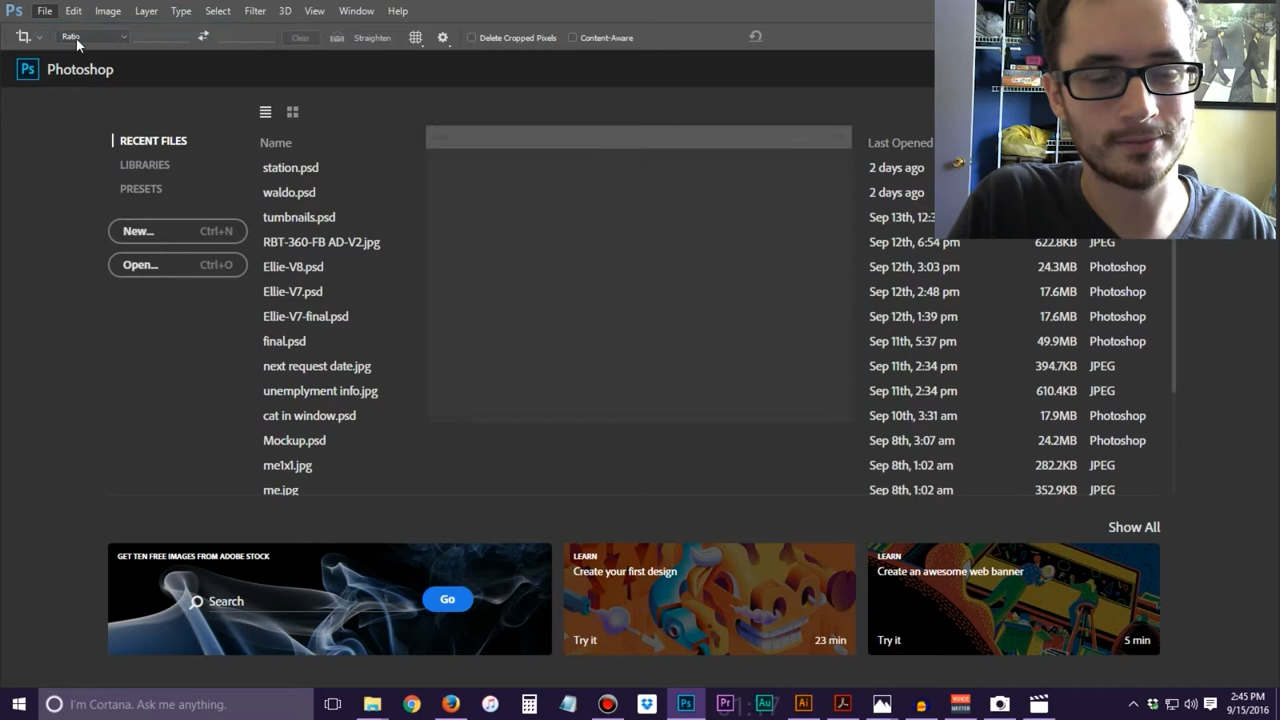 Ps File Edit Image Layer Type Select Filter 3D View Window Help
Ratio Clear Straighten Delete Cropped Pixels Content-Aware
Ps Photoshop
RECENT FILES
LIBRARIES
PRESETS
New... Ctrl+N
Open... Ctrl+O
Name Last Opened
station.psd 2 days ago
waldo.psd 2 days ago
tumbnails.psd Sep 13th, 12:3
RBT-360-FB AD-V2.jpg Sep 12th, 6:54 pm 622.8KB JPEG
Ellie-V8.psd Sep 12th, 3:03 pm 24.3MB Photoshop
Ellie-V7.psd Sep 12th, 2:48 pm 17.6MB Photoshop
Ellie-V7-final.psd Sep 12th, 1:39 pm 17.6MB Photoshop
final.psd Sep 11th, 5:37 pm 49.9MB Photoshop
next request date.jpg Sep 11th, 2:34 pm 394.7KB JPEG
unemplyment info.jpg Sep 11th, 2:34 pm 610.4KB JPEG
cat in window.psd Sep 10th, 3:31 am 17.9MB Photoshop
Mockup.psd Sep 8th, 3:07 am 24.2MB Photoshop
me1x1.jpg Sep 8th, 1:02 am 282.2KB JPEG
me.jpg Sep 8th, 1:02 am 352.9KB JPEG
Show All
GET TEN FREE IMAGES FROM ADOBE STOCK
Search Go
LEARN
Create your first design
Try it 23 min
LEARN
Create an awesome web banner
Try it 5 min
I'm Cortana. Ask me anything.
Ps Pr Au Ai
VOICE MEETER
2:45 PM
9/15/2016